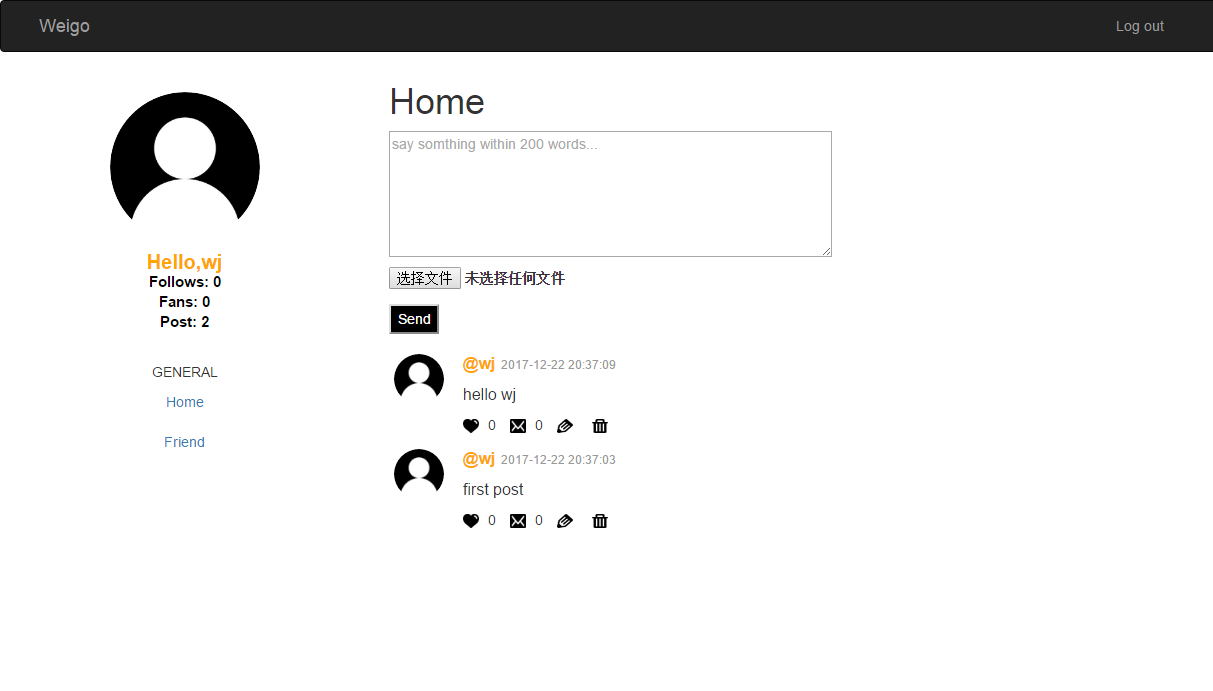 Weigo
Log out
Hello,wj
Follows: 0
Fans: 0
Post: 2
GENERAL
Home
Friend
Home
say somthing within 200 words...
选择文件 未选择任何文件
Send
@wj 2017-12-22 20:37:09
hello wj
0 0
@wj 2017-12-22 20:37:03
first post
0 0